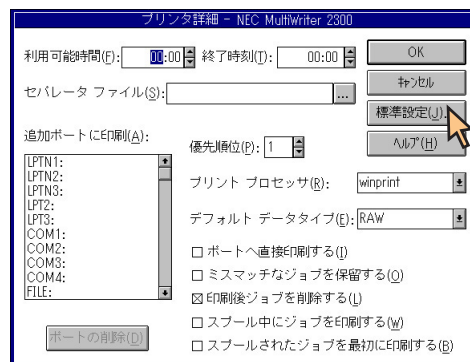 プリンタ詳細 - NEC MultiWriter 2300
利用可能時間(F): 00:00 終了時刻(T): 00:00
OK
キャンセル
セパレータ ファイル(S): ...
標準設定(J)...
ヘルプ(H)
追加ポートに印刷(A):
優先順位(P): 1
LPTN1:
LPTN2:
LPTN3:
LPT2:
LPT3:
COM1:
COM2:
COM3:
COM4:
FILE:
プリント プロセッサ(R): winprint
デフォルト データタイプ(E): RAW
ポートへ直接印刷する(I)
ミスマッチなジョブを保留する(O)
印刷後ジョブを削除する(L)
スプール中にジョブを印刷する(W)
スプールされたジョブを最初に印刷する(B)
ポートの削除(D)